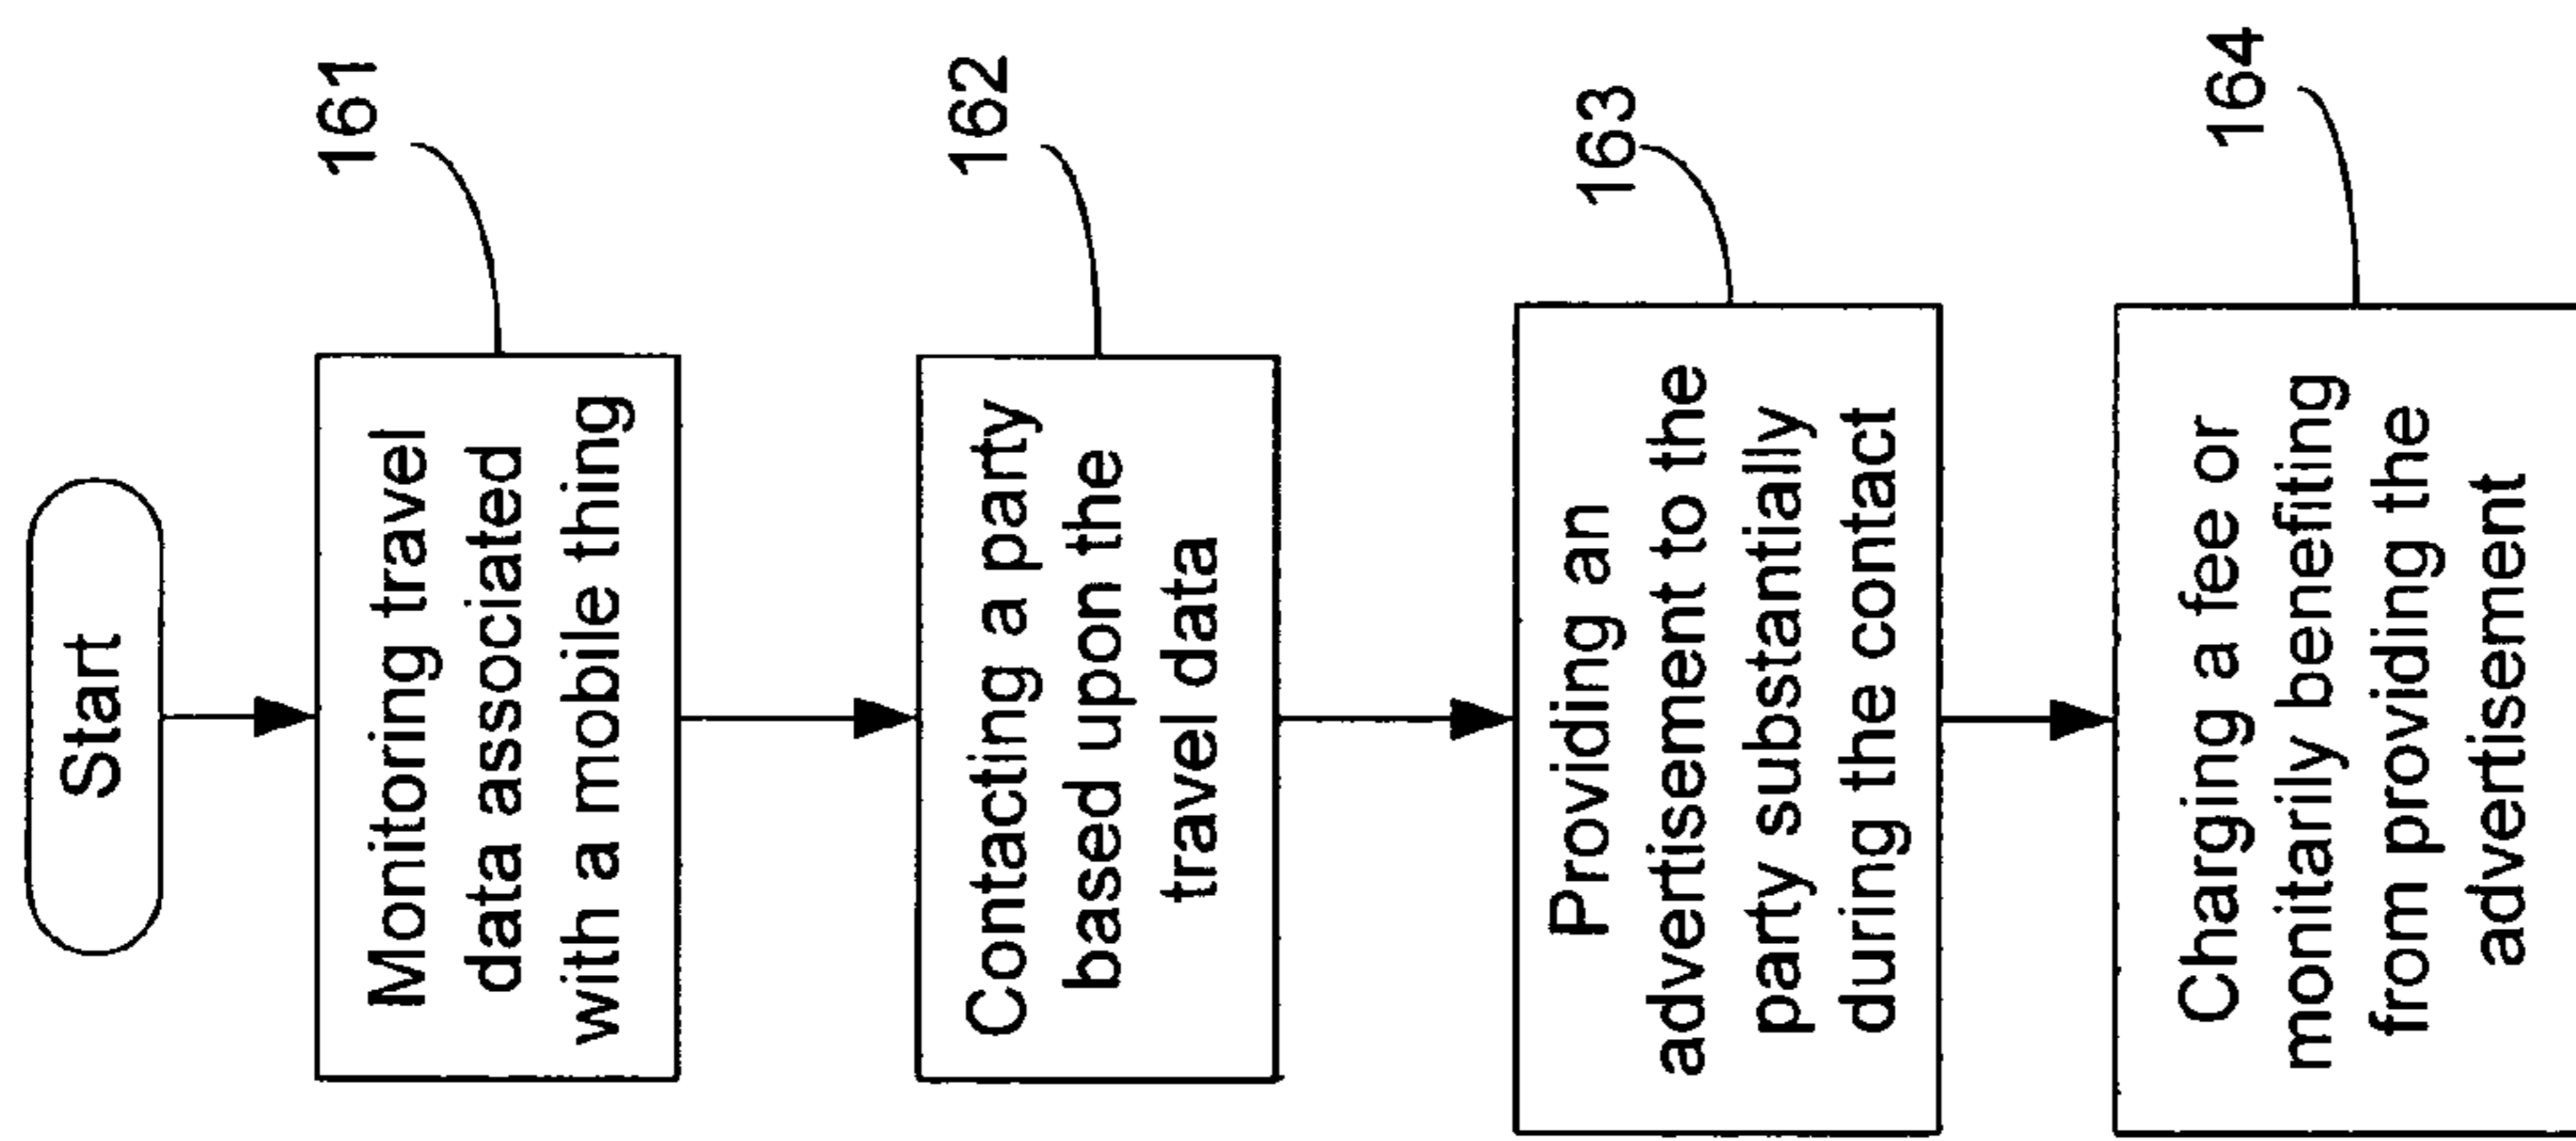 Start
161
Monitoring travel
data associated
with a mobile thing
162
Contacting a party
based upon the
travel data
163
Providing an
advertisement to the
party substantially
during the contact
164
Charging a fee or
monitarily benefiting
from providing the
advertisement